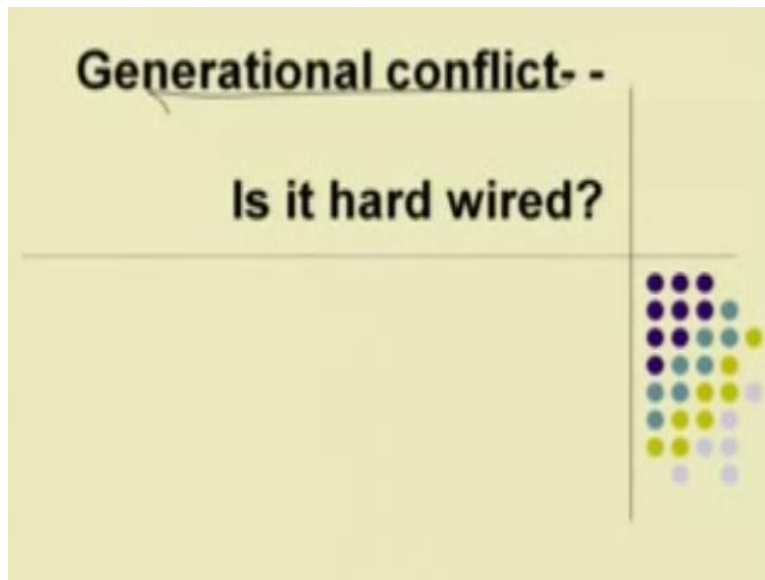 Generational conflict- -
Is it hard wired?